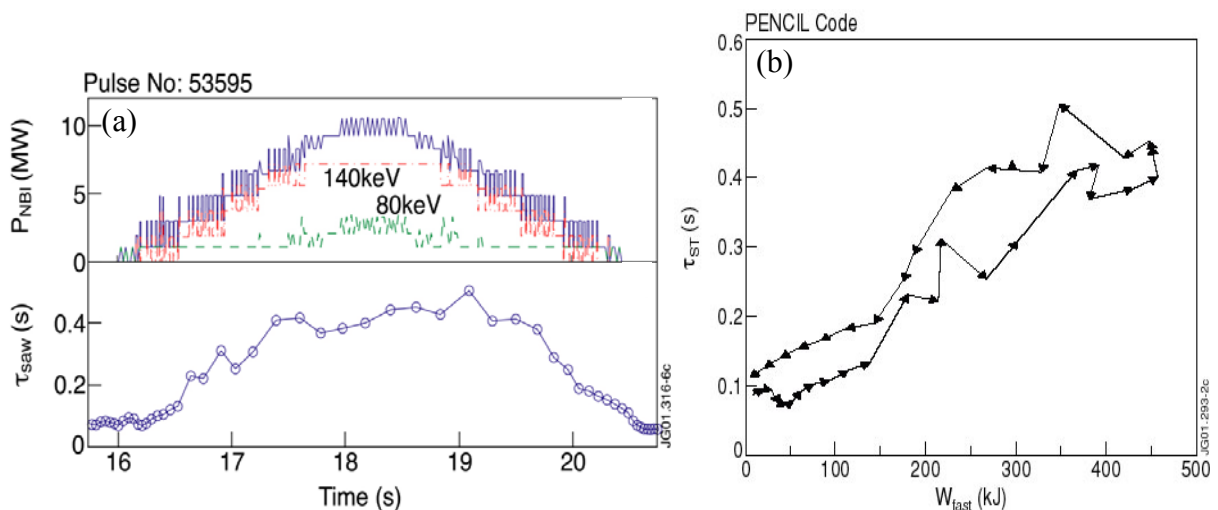 Pulse No: 53595
(a)
P_NBI (MW)
10
5
0
140keV
80keV
τ_saw (s)
0.4
0.2
0
16 17 18 19 20
Time (s)
JG01.316-6c
PENCIL Code
(b)
τ_ST (s)
0.6
0.5
0.4
0.3
0.2
0.1
0
0 100 200 300 400 500
W_fast (kJ)
JG01.293-2c